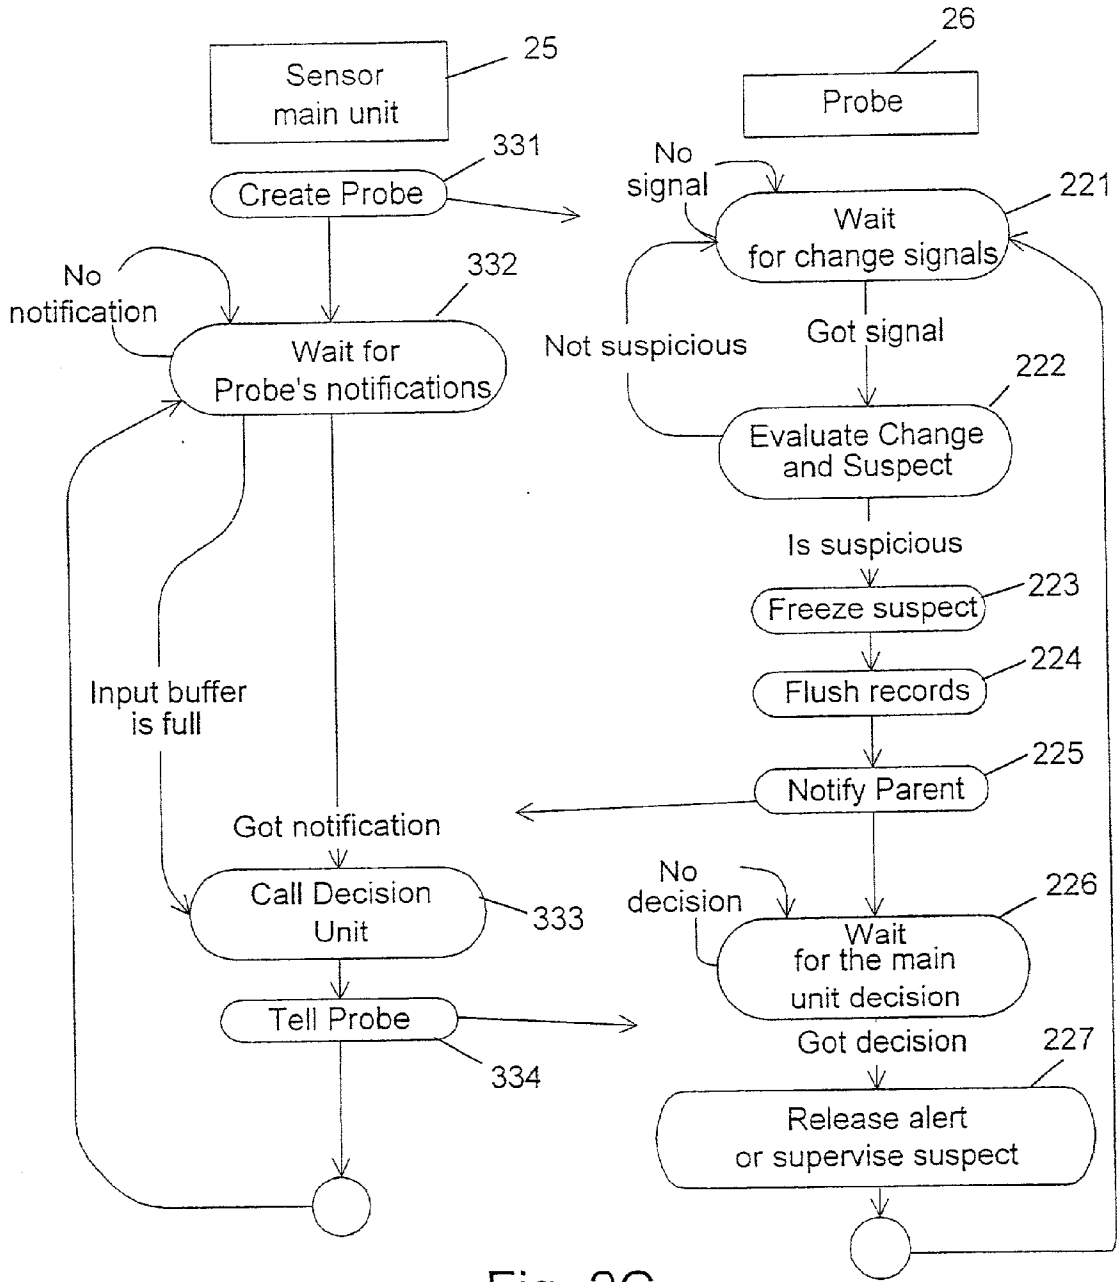 25
Sensor
main unit
331
Create Probe
332
No
notification
Wait for
Probe's notifications
Input buffer
is full
Got notification
Call Decision
Unit
333
Tell Probe
334
26
Probe
No
signal
221
Wait
for change signals
Not suspicious
Got signal
222
Evaluate Change
and Suspect
Is suspicious
223
Freeze suspect
224
Flush records
225
Notify Parent
No
decision
226
Wait
for the main
unit decision
Got decision
227
Release alert
or supervise suspect